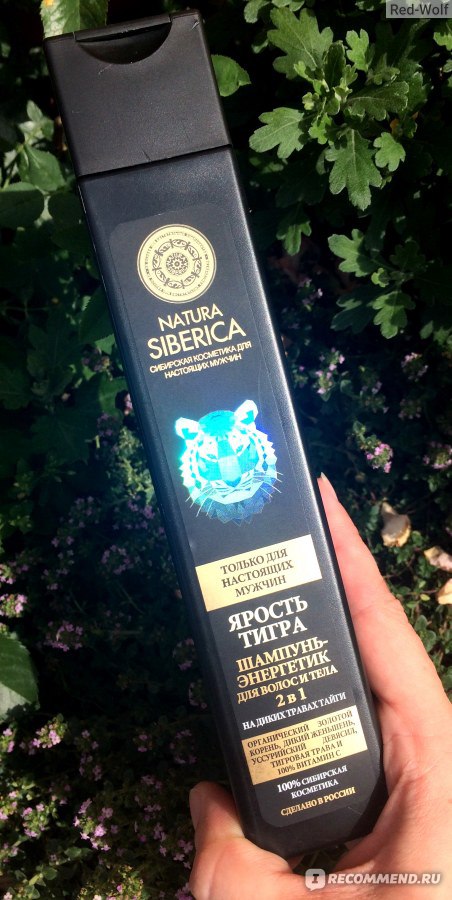 Red-Wolf
NATURA
SIBERICA
СИБИРСКАЯ КОСМЕТИКА ДЛЯ
НАСТОЯЩИХ МУЖЧИН
ТОЛЬКО ДЛЯ
НАСТОЯЩИХ
МУЖЧИН
ЯРОСТЬ
ТИГРА
ШАМПУНЬ-
ЭНЕРГЕТИК
ДЛЯ ВОЛОС И ТЕЛА
2 в 1
НА ДИКИХ ТРАВАХ ТАЙГИ
ОРГАНИЧЕСКИЙ ЗОЛОТОЙ
КОРЕНЬ, ДИКИЙ ЖЕНЬШЕНЬ,
УССУРИЙСКИЙ ДЕВЯСИЛ,
ТИГРОВАЯ ТРАВА И
100% ВИТАМИН С
100% СИБИРСКАЯ
КОСМЕТИКА
СДЕЛАНО В РОССИИ
IRECOMMEND.RU